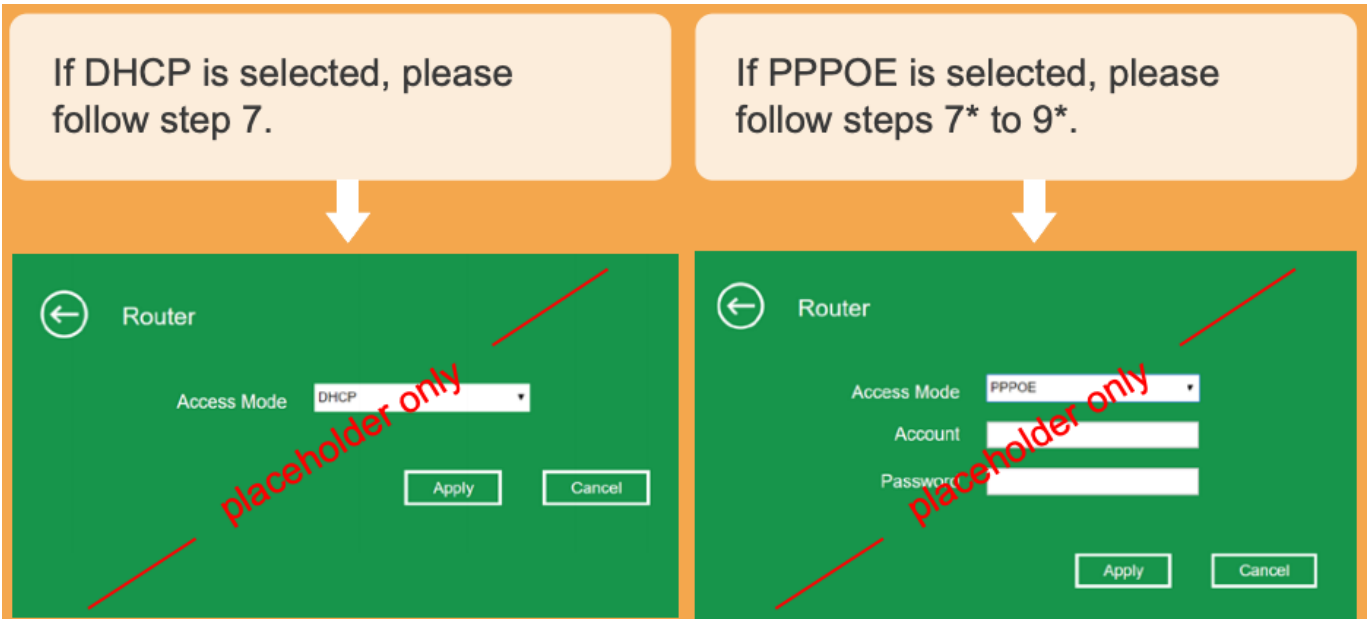 If DHCP is selected, please
follow step 7.
If PPPOE is selected, please
follow steps 7* to 9*.
Router
Access Mode DHCP
placeholder only
Apply Cancel
Router
Access Mode PPPOE
Account
Password
placeholder only
Apply Cancel